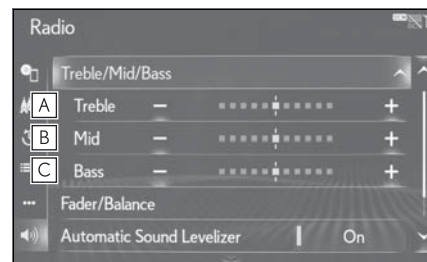 Radio
Treble/Mid/Bass
A Treble − +
B Mid − +
C Bass − +
Fader/Balance
Automatic Sound Levelizer On